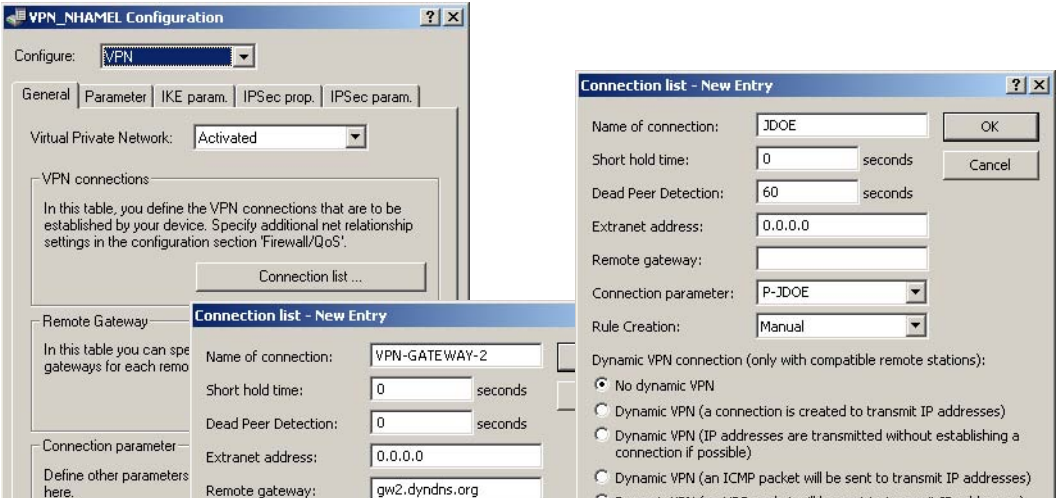 VPN_NHAMEL Configuration
Configure: VPN
General Parameter IKE param. IPSec prop. IPSec param.
Virtual Private Network: Activated
VPN connections
In this table, you define the VPN connections that are to be
established by your device. Specify additional net relationship
settings in the configuration section 'Firewall/QoS'.
Connection list ...
Remote Gateway
In this table you can spe
gateways for each remo
Connection parameter
Define other parameters
here.
Connection list - New Entry
Name of connection: VPN-GATEWAY-2
Short hold time: 0 seconds
Dead Peer Detection: 0 seconds
Extranet address: 0.0.0.0
Remote gateway: gw2.dyndns.org
Connection list - New Entry
Name of connection: JDOE
OK
Short hold time: 0 seconds
Cancel
Dead Peer Detection: 60 seconds
Extranet address: 0.0.0.0
Remote gateway:
Connection parameter: P-JDOE
Rule Creation: Manual
Dynamic VPN connection (only with compatible remote stations):
No dynamic VPN
Dynamic VPN (a connection is created to transmit IP addresses)
Dynamic VPN (IP addresses are transmitted without establishing a
connection if possible)
Dynamic VPN (an ICMP packet will be sent to transmit IP addresses)